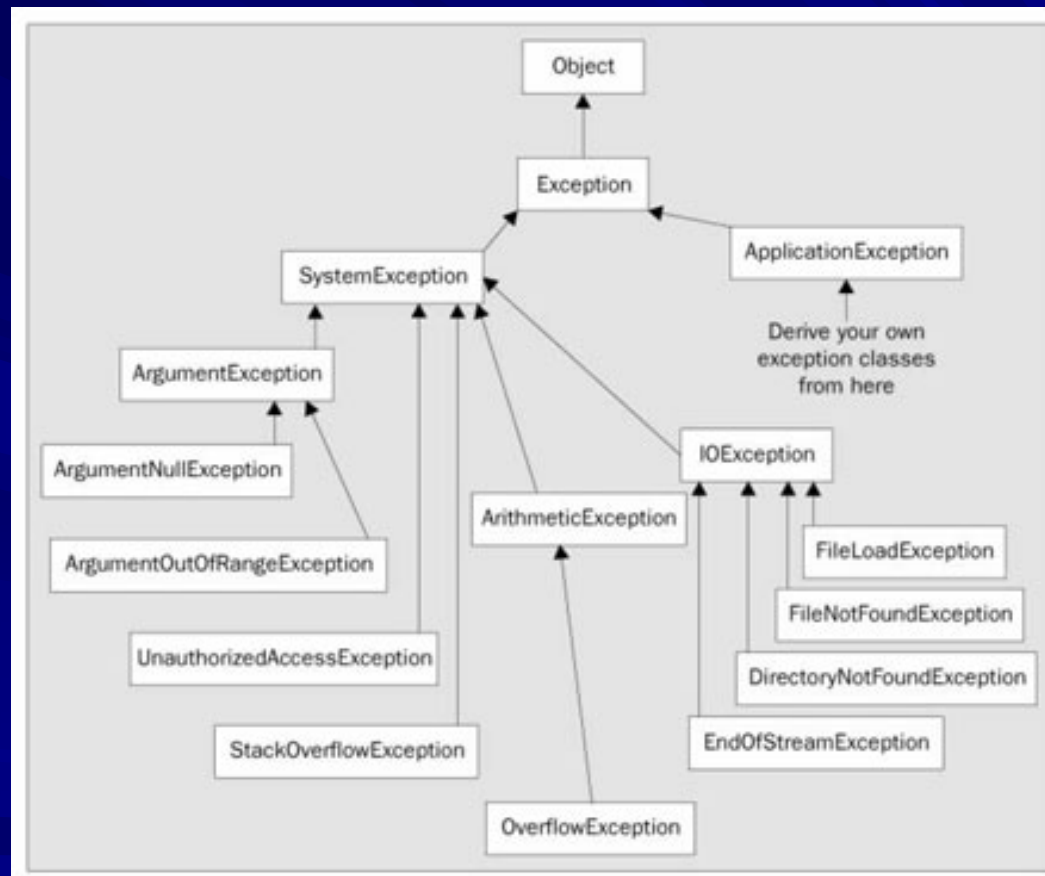 Object
Exception
SystemException
ApplicationException
Derive your own
exception classes
from here
ArgumentException
ArgumentNullException
IOException
ArithmeticException
FileLoadException
ArgumentOutOfRangeException
FileNotFoundException
UnauthorizedAccessException
DirectoryNotFoundException
StackOverflowException
EndOfStreamException
OverflowException